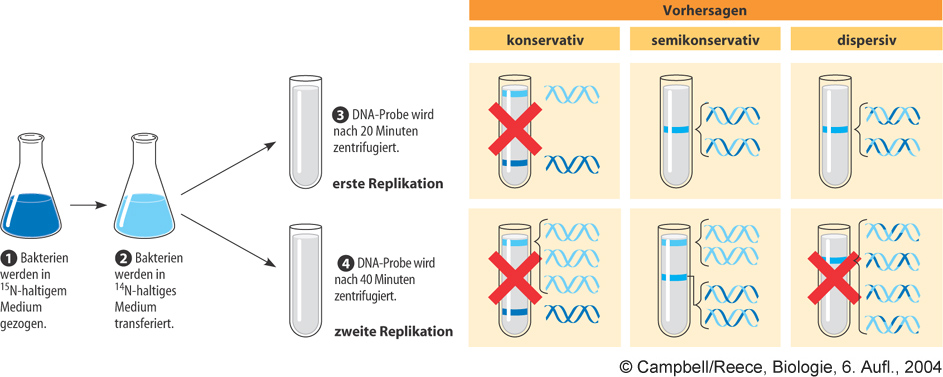 Vorhersagen
konservativ
semikonservativ
dispersiv
1 Bakterien
werden in
15N-haltigem
Medium
gezogen.
2 Bakterien
werden in
14N-haltiges
Medium
transferiert.
3 DNA-Probe wird
nach 20 Minuten
zentrifugiert.
erste Replikation
4 DNA-Probe wird
nach 40 Minuten
zentrifugiert.
zweite Replikation
© Campbell/Reece, Biologie, 6. Aufl., 2004